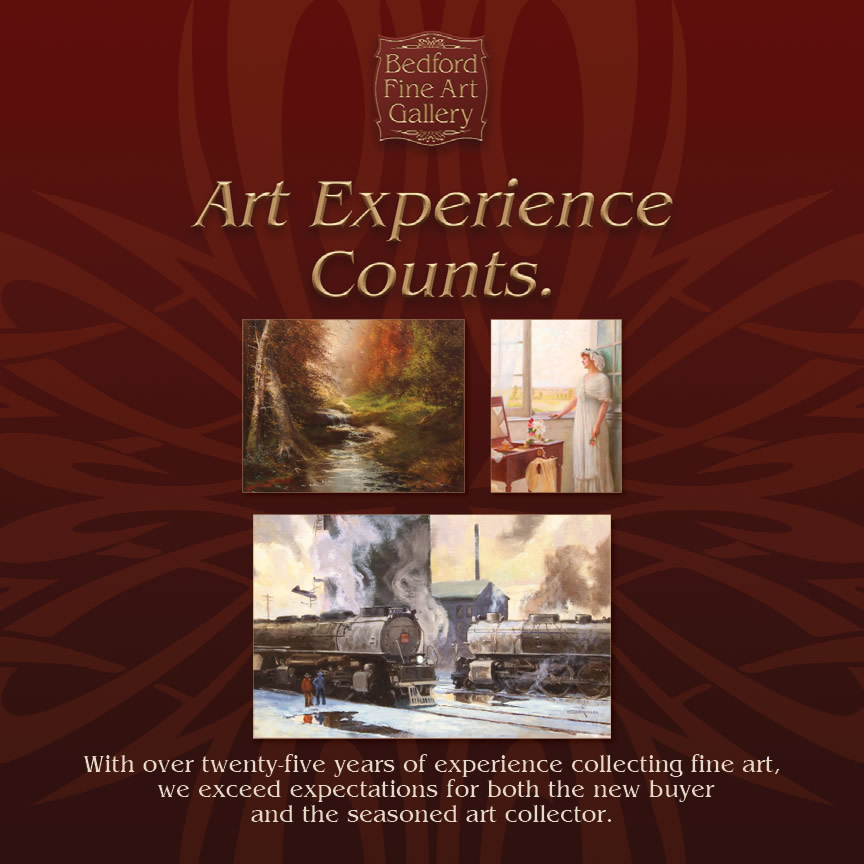 Bedford
Fine Art
Gallery
Art Experience
Counts.
With over twenty-five years of experience collecting fine art,
we exceed expectations for both the new buyer
and the seasoned art collector.